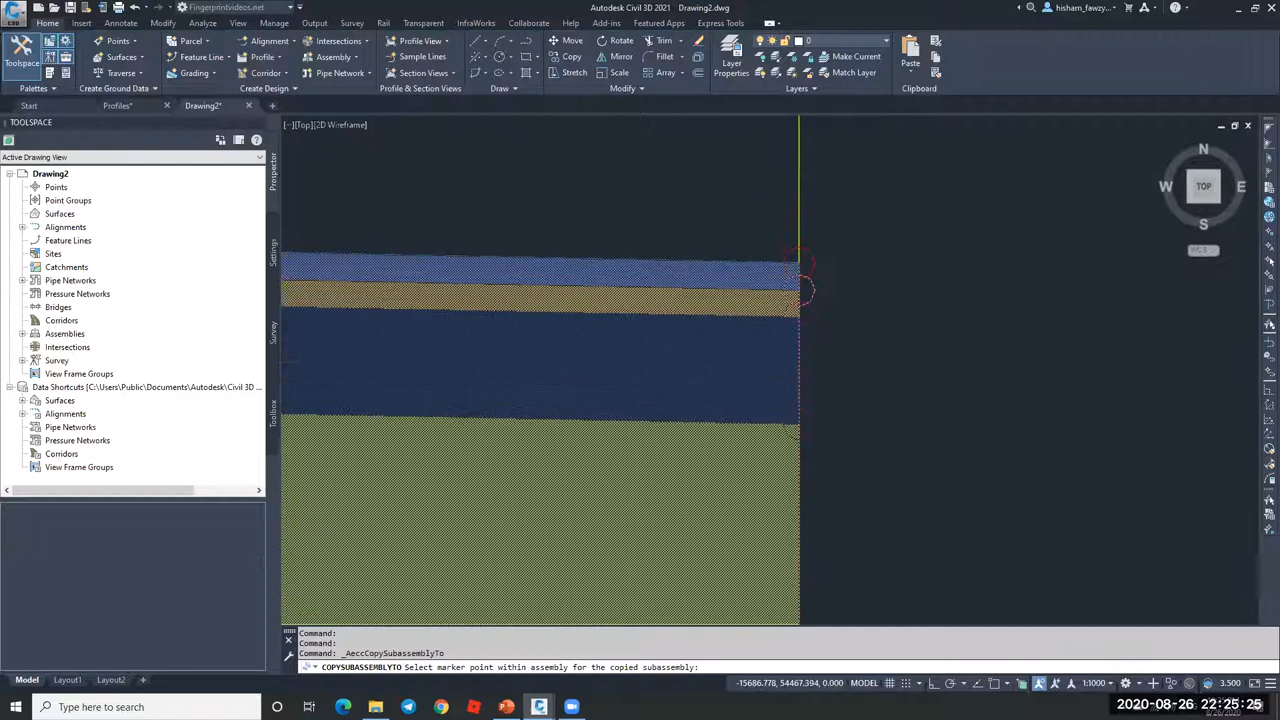 Fingerprintvideos.net
Autodesk Civil 3D 2021 Drawing2.dwg
hisham_fawzy...
C3D
Home Insert Annotate Modify Analyze View Manage Output Survey Rail Transparent InfraWorks Collaborate Help Add-ins Featured Apps Express Tools
Toolspace
Points
Surfaces
Traverse
Parcel
Feature Line
Grading
Alignment
Profile
Corridor
Intersections
Assembly
Pipe Network
Profile View
Sample Lines
Section Views
Move
Copy
Stretch
Rotate
Mirror
Scale
Trim
Fillet
Array
Layer
Properties
0
Make Current
Match Layer
Paste
Palettes
Create Ground Data
Create Design
Profile & Section Views
Draw
Modify
Layers
Clipboard
Start Profiles* Drawing2*
TOOLSPACE
Active Drawing View
Drawing2
Points
Point Groups
Surfaces
Alignments
Feature Lines
Sites
Catchments
Pipe Networks
Pressure Networks
Bridges
Corridors
Assemblies
Intersections
Survey
View Frame Groups
Data Shortcuts [C:\Users\Public\Documents\Autodesk\Civil 3D ...
Surfaces
Alignments
Pipe Networks
Pressure Networks
Corridors
View Frame Groups
Prospector
Settings
Survey
Toolbox
[−][Top][2D Wireframe]
N
W TOP E
S
WCS
Command:
Command:
Command: _AeccCopySubassemblyTo
COPYSUBASSEMBLYTO Select marker point within assembly for the copied subassembly:
Model Layout1 Layout2
-15686.778, 54467.394, 0.000 MODEL
1:1000
3.500
Type here to search
2020-08-26 22:25:25